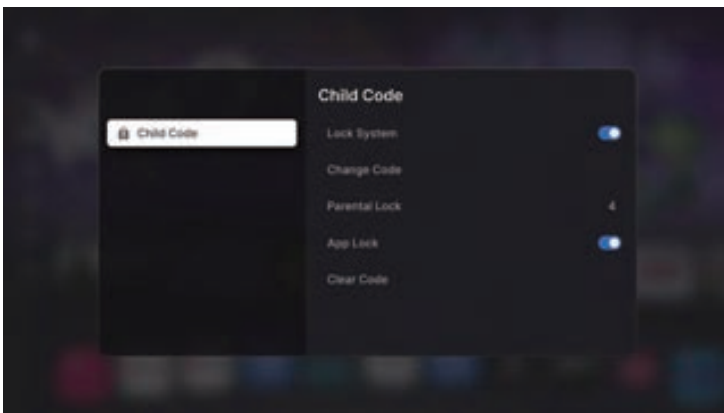 Child Code
Child Code
Lock System
Change Code
Parental Lock 4
App Lock
Clear Code